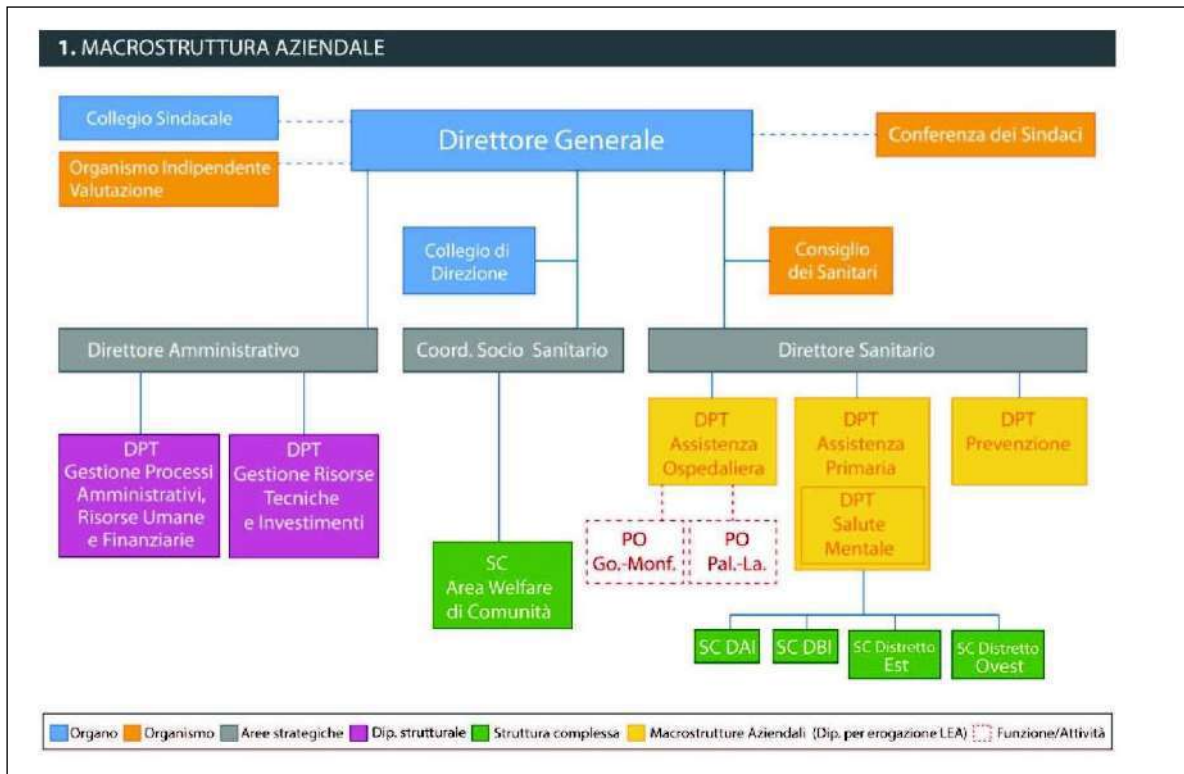 1. MACROSTRUTTURA AZIENDALE
Collegio Sindacale
Direttore Generale
Conferenza dei Sindaci
Organismo Indipendente
Valutazione
Collegio di
Direzione
Consiglio
dei Sanitari
Direttore Amministrativo
Coord. Socio Sanitario
Direttore Sanitario
DPT
Gestione Processi
Amministrativi,
Risorse Umane
e Finanziarie
DPT
Gestione Risorse
Tecniche
e Investimenti
DPT
Assistenza
Ospedaliera
DPT
Assistenza
Primaria
DPT
Prevenzione
DPT
Salute
Mentale
PO
Go.-Monf.
PO
Pal.-La.
SC
Area Welfare
di Comunità
SC DAI
SC DBI
SC Distretto
Est
SC Distretto
Ovest
Organo
Organismo
Aree strategiche
Dip. strutturale
Struttura complessa
Macrostrutture Aziendali (Dip. per erogazione LEA)
Funzione/Attività